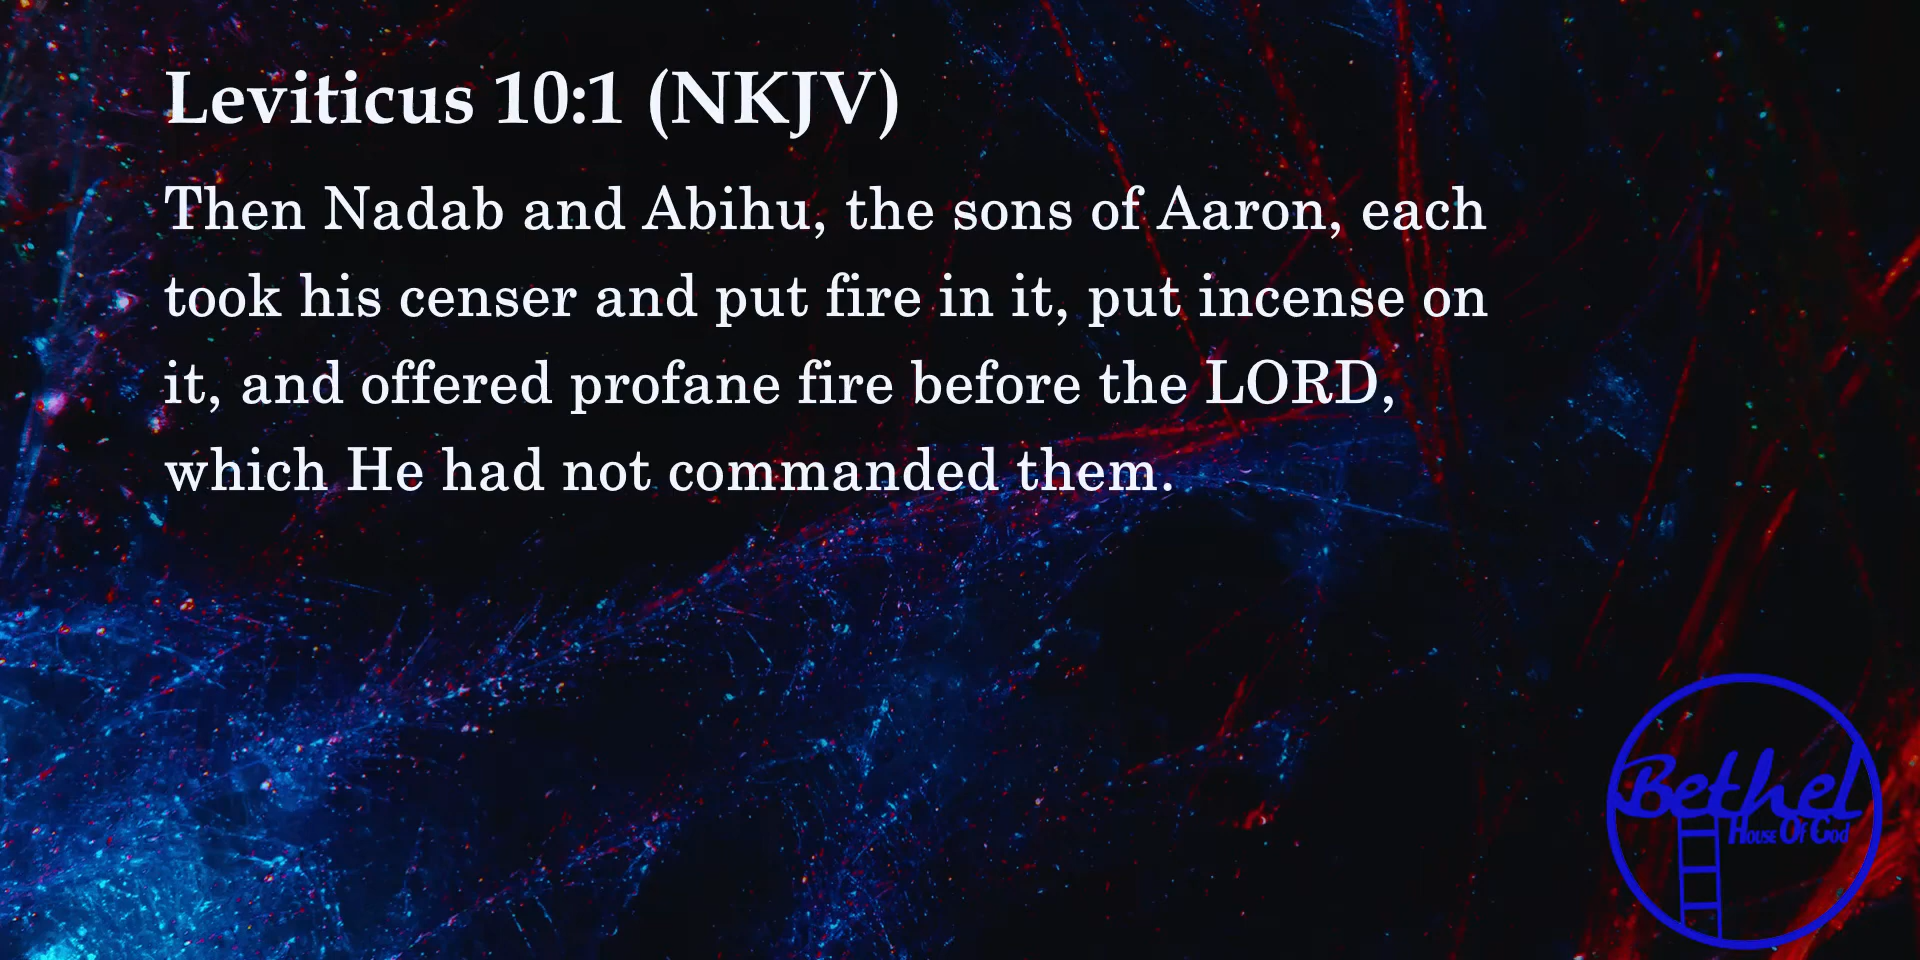 Leviticus 10:1 (NKJV)
Then Nadab and Abihu, the sons of Aaron, each
took his censer and put fire in it, put incense on
it, and offered profane fire before the LORD,
which He had not commanded them.
Bethel
House Of God